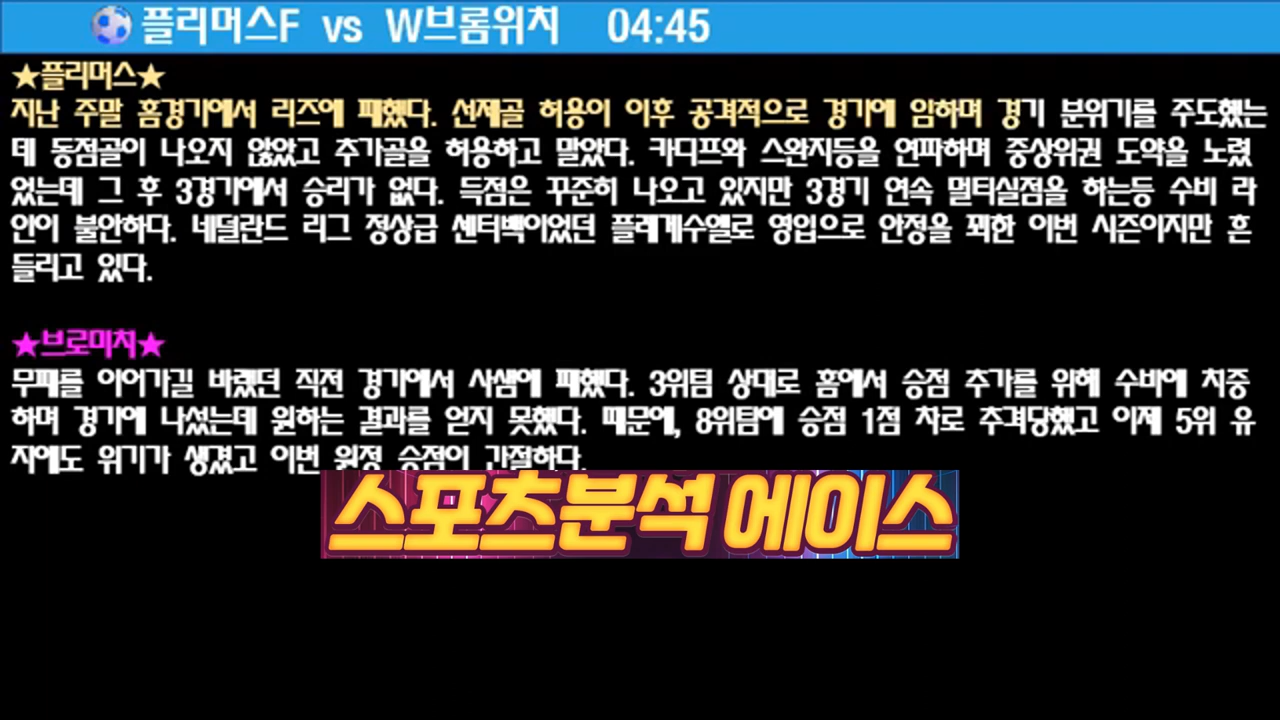 플리머스F vs W브롬위치 04:45
★플리머스★
지난 주말 홈경기에서 리즈에 패했다. 선제골 허용이 이후 공격적으로 경기에 임하며 경기 분위기를 주도했는
데 동점골이 나오지 않았고 추가골을 허용하고 말았다. 카디프와 스완지등을 연파하며 중상위권 도약을 노렸
었는데 그 후 3경기에서 승리가 없다. 득점은 꾸준히 나오고 있지만 3경기 연속 멀티실점을 하는등 수비 라
인이 불안하다. 네덜란드 리그 정상급 센터백이었던 플레게수엘로 영입으로 안정을 꾀한 이번 시즌이지만 흔
들리고 있다.
★브로미치★
무패를 이어가길 바랬던 직전 경기에서 사샘에 패했다. 3위팀 상대로 홈에서 승점 추가를 위해 수비에 치중
하며 경기에 나섰는데 원하는 결과를 얻지 못했다. 때문에, 8위팀에 승점 1점 차로 추격당했고 이제 5위 유
지에도 위기가 생겼고 이번 원정 승점이 간절하다.
스포츠분석 에이스